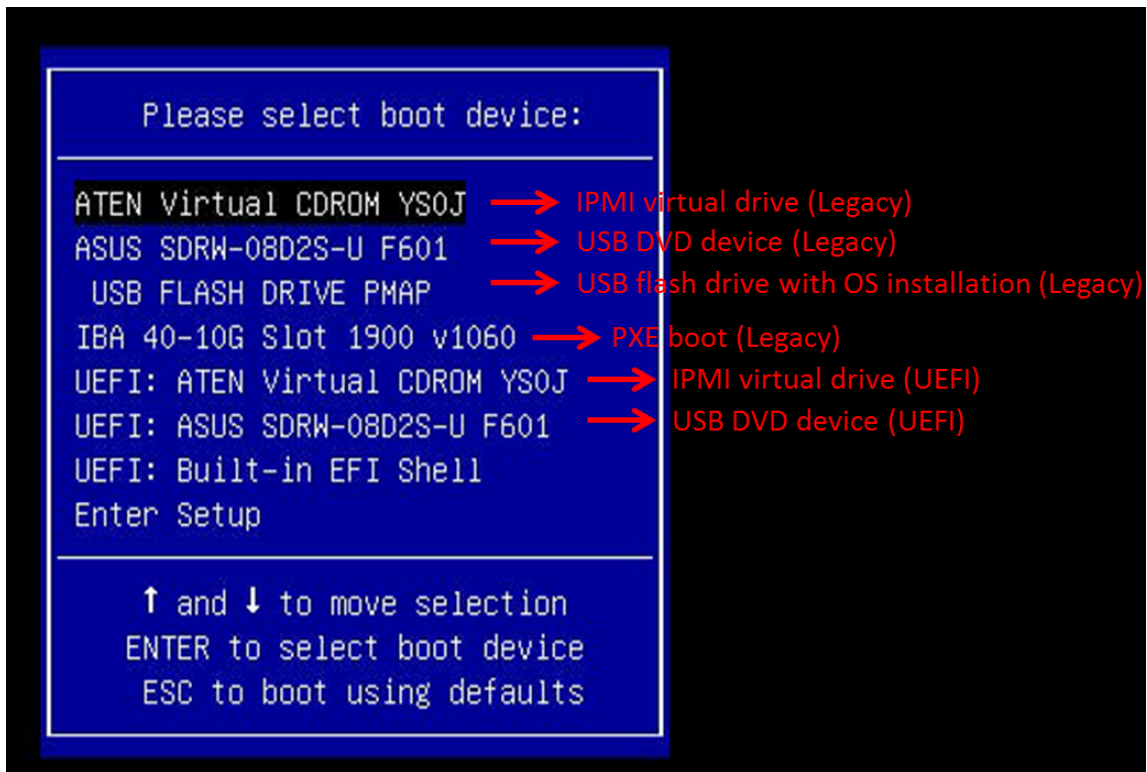 Please select boot device:
ATEN Virtual CDROM YS0J → IPMI virtual drive (Legacy)
ASUS SDRW-08D2S-U F601 → USB DVD device (Legacy)
USB FLASH DRIVE PMAP → USB flash drive with OS installation (Legacy)
IBA 40-10G Slot 1900 v1060 → PXE boot (Legacy)
UEFI: ATEN Virtual CDROM YS0J → IPMI virtual drive (UEFI)
UEFI: ASUS SDRW-08D2S-U F601 → USB DVD device (UEFI)
UEFI: Built-in EFI Shell
Enter Setup
↑ and ↓ to move selection
ENTER to select boot device
ESC to boot using defaults